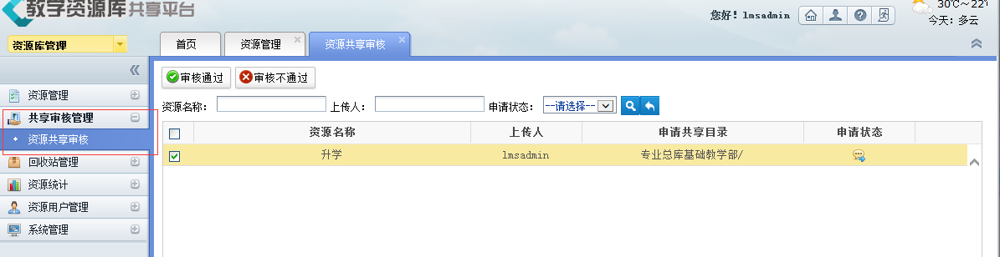 教学资源库共享平台
您好！lmsadmin
30℃～22℃
今天：多云
资源库管理
首页
资源管理
资源共享审核
审核通过
审核不通过
资源名称：
上传人：
申请状态：
--请选择--
资源名称
上传人
申请共享目录
申请状态
升学
lmsadmin
专业总库基础教学部/
资源管理
共享审核管理
资源共享审核
回收站管理
资源统计
资源用户管理
系统管理